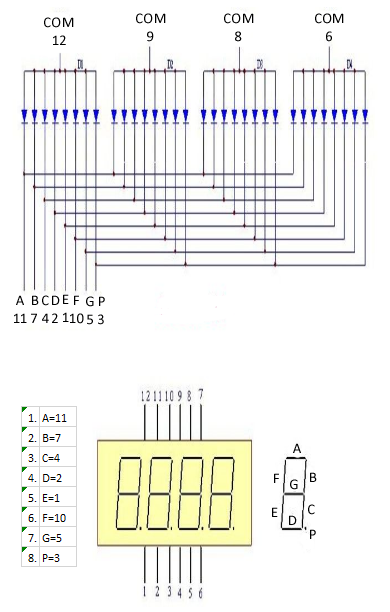 COM COM COM COM
12 9 8 6
D1 D2 D3 D4
A B C D E F G P
11 7 4 2 1 10 5 3
12 11 10 9 8 7
1. A=11
2. B=7
3. C=4
4. D=2
5. E=1
6. F=10
7. G=5
8. P=3
A
F B
G
E C
D
P
1 2 3 4 5 6